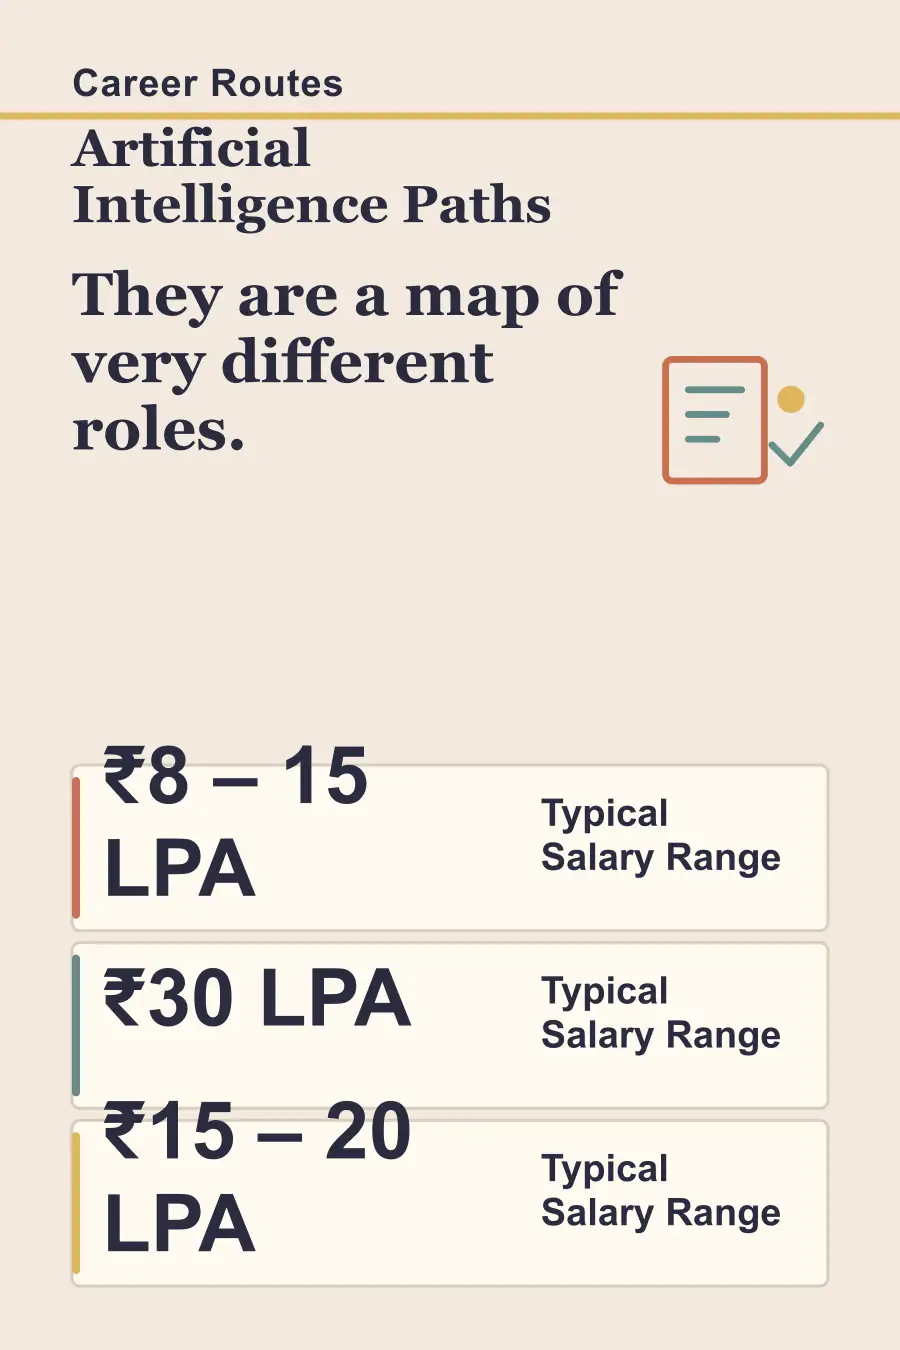 Career Routes
Artificial
Intelligence Paths
They are a map of
very different
roles.
₹8 – 15
LPA
Typical
Salary Range
₹30 LPA
Typical
Salary Range
₹15 – 20
LPA
Typical
Salary Range